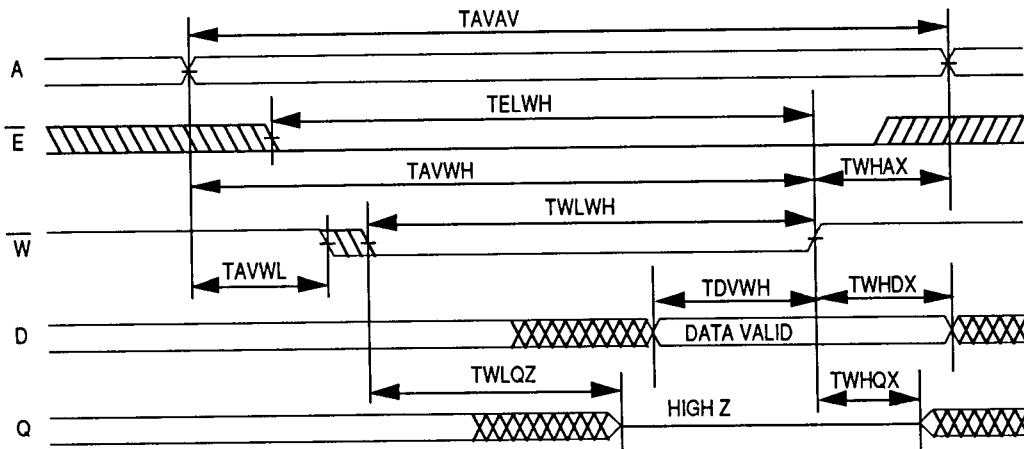 TAVAV
A
TELWH
E
TAVWH
TWHAX
TWLWH
W
TAVWL
TDVWH
TWHDX
D
DATA VALID
TWLQZ
TWHQX
HIGH Z
Q